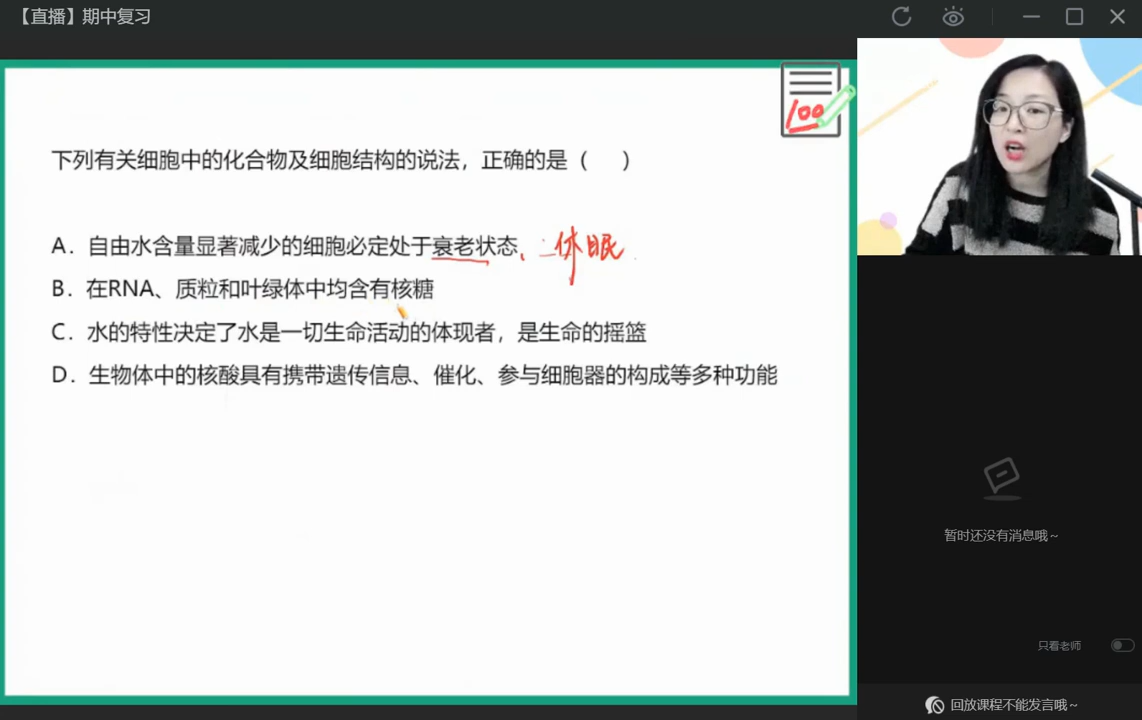 【直播】期中复习
100
下列有关细胞中的化合物及细胞结构的说法，正确的是（　）
A．自由水含量显著减少的细胞必定处于衰老状态、休眠
B．在RNA、质粒和叶绿体中均含有核糖
C．水的特性决定了水是一切生命活动的体现者，是生命的摇篮
D．生物体中的核酸具有携带遗传信息、催化、参与细胞器的构成等多种功能
暂时还没有消息哦～
只看老师
回放课程不能发言哦～